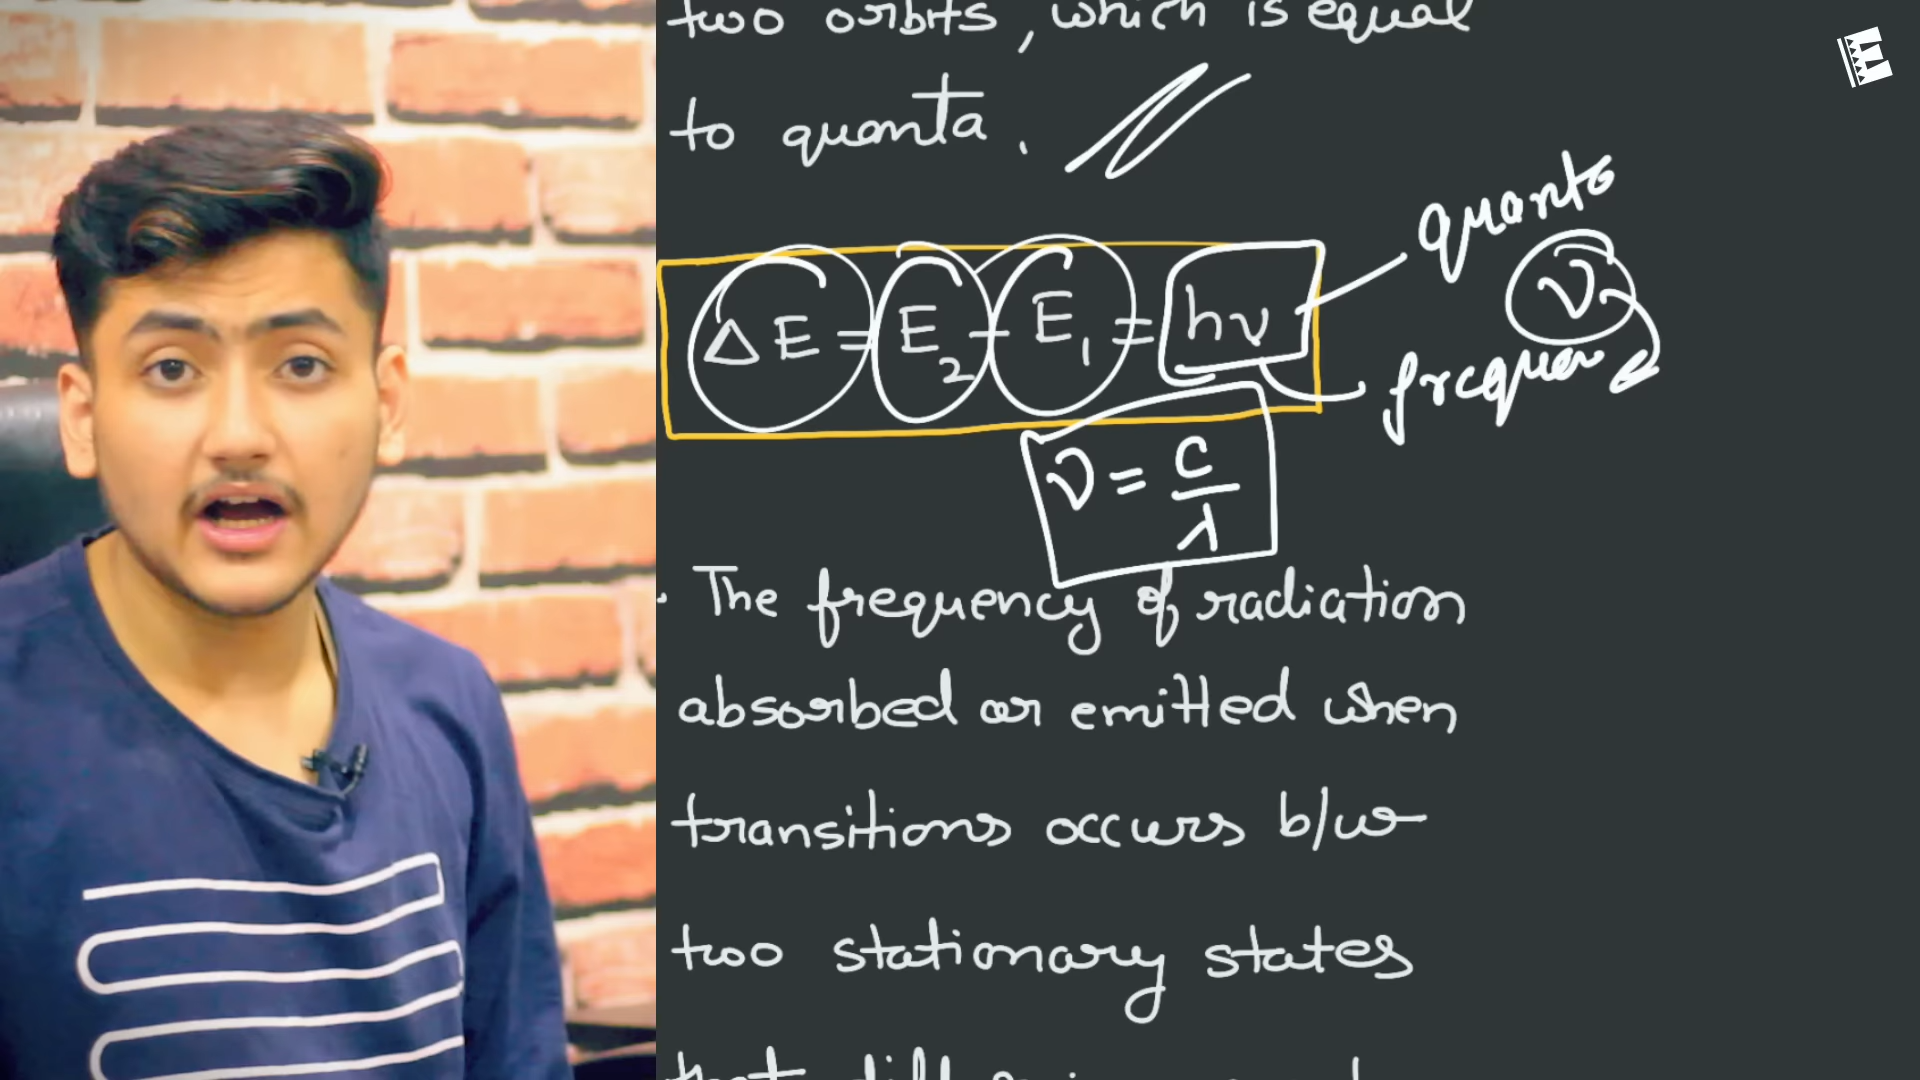 two orbits, which is equal
to quanta.
quanta
ΔE = E₂ - E₁ = hν
ν
frequen
ν = c/λ
. The frequency of radiation
absorbed or emitted when
transitions occurs b/w
two stationary states
E